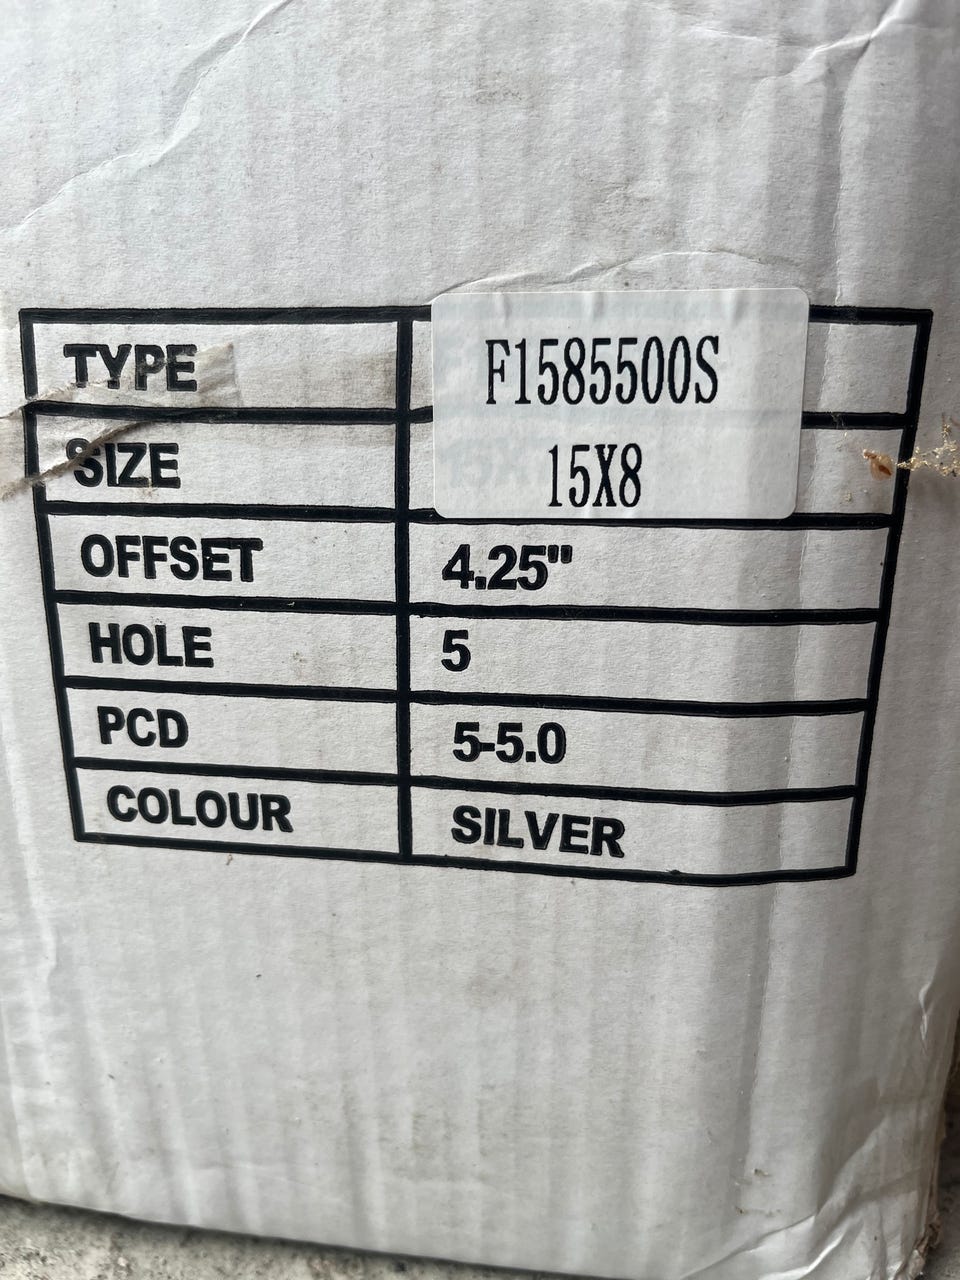 TYPE F1585500S
SIZE 15X8
OFFSET 4.25"
HOLE 5
PCD 5-5.0
COLOUR SILVER